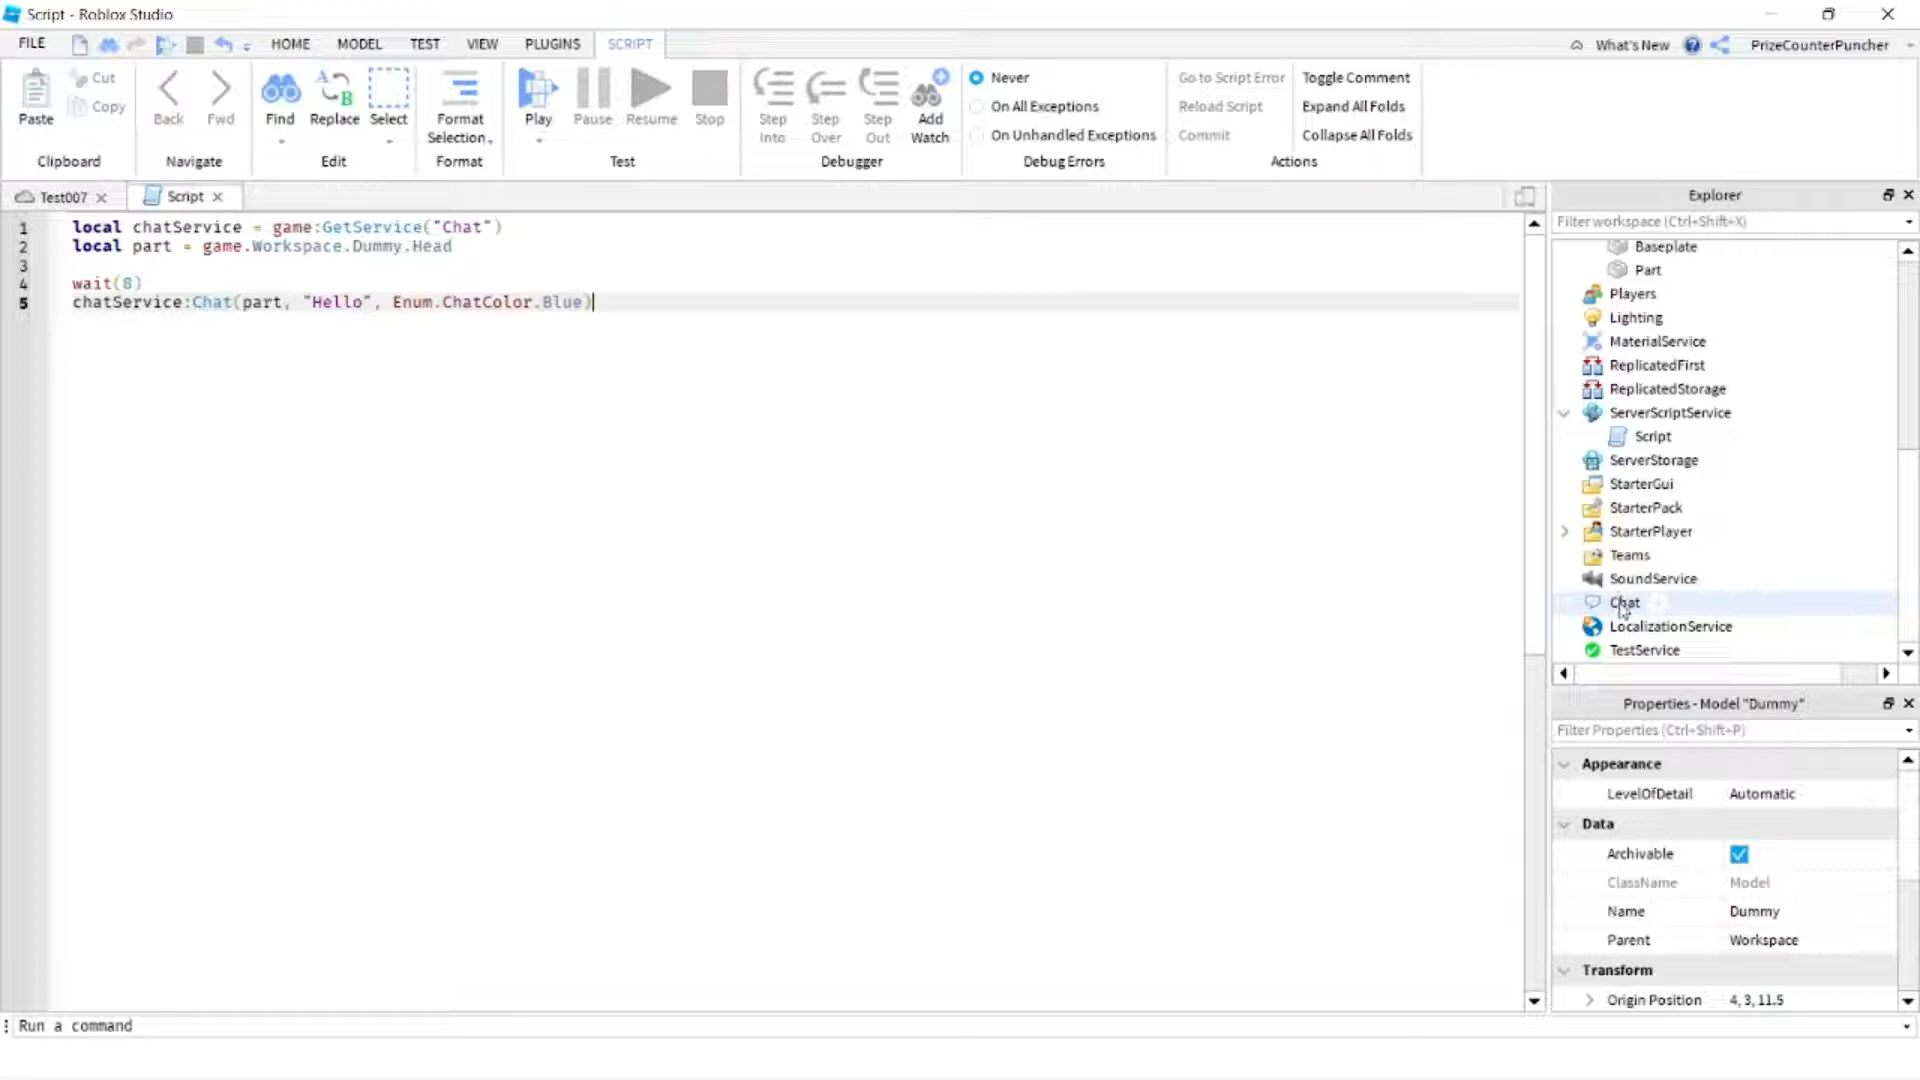 Script - Roblox Studio
FILE HOME MODEL TEST VIEW PLUGINS SCRIPT What's New PrizeCounterPuncher
Paste Cut Copy
Clipboard
Back Fwd
Navigate
Find Replace Select
Edit
Format Selection
Format
Play Pause Resume Stop
Test
Step Into Step Over Step Out Add Watch
Debugger
Never
On All Exceptions
On Unhandled Exceptions
Debug Errors
Go to Script Error Toggle Comment
Reload Script Expand All Folds
Commit Collapse All Folds
Actions
Test007 Script
1 local chatService = game:GetService("Chat")
2 local part = game.Workspace.Dummy.Head
3
4 wait(8)
5 chatService:Chat(part, "Hello", Enum.ChatColor.Blue)
Explorer
Filter workspace (Ctrl+Shift+X)
Baseplate
Part
Players
Lighting
MaterialService
ReplicatedFirst
ReplicatedStorage
ServerScriptService
Script
ServerStorage
StarterGui
StarterPack
StarterPlayer
Teams
SoundService
Chat
LocalizationService
TestService
Properties - Model "Dummy"
Filter Properties (Ctrl+Shift+P)
Appearance
LevelOfDetail Automatic
Data
Archivable
ClassName Model
Name Dummy
Parent Workspace
Transform
Origin Position 4, 3, 11.5
Run a command